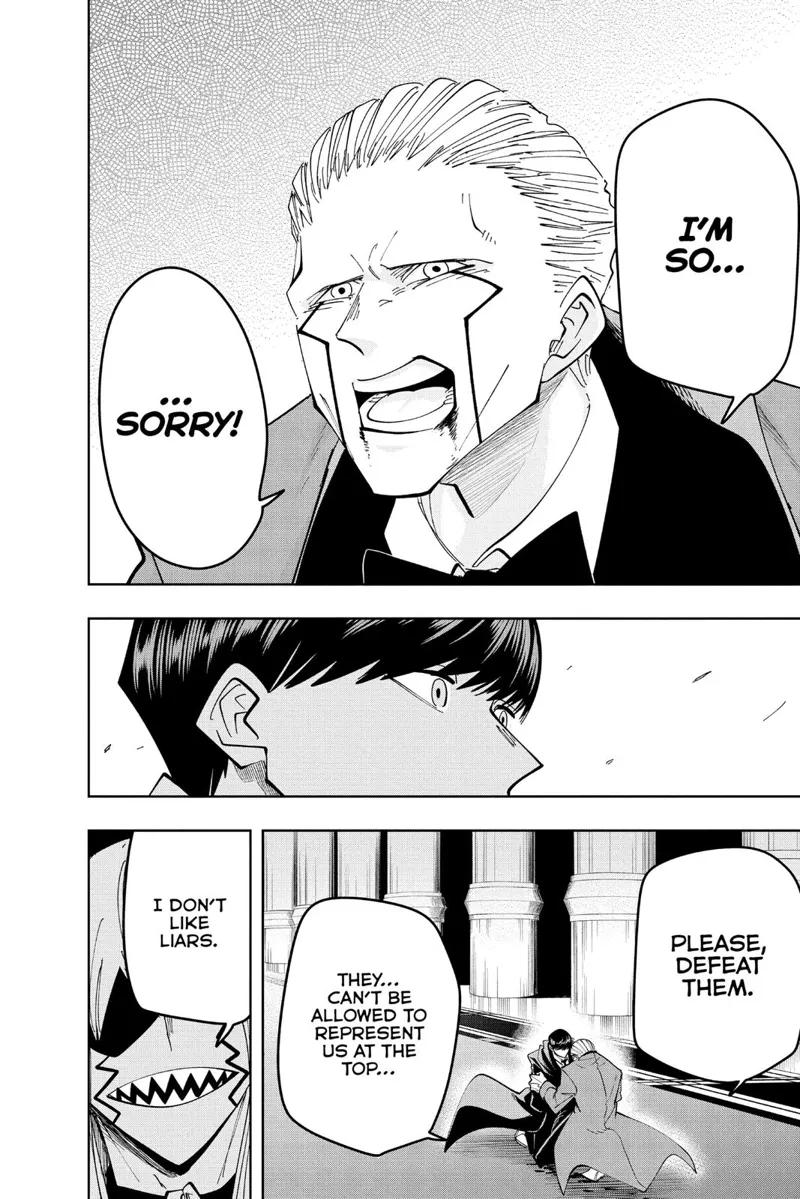 I'M
SO...
...
SORRY!
PLEASE,
DEFEAT
THEM.
THEY...
CAN'T BE
ALLOWED TO
REPRESENT
US AT THE
TOP...
I DON'T
LIKE
LIARS.